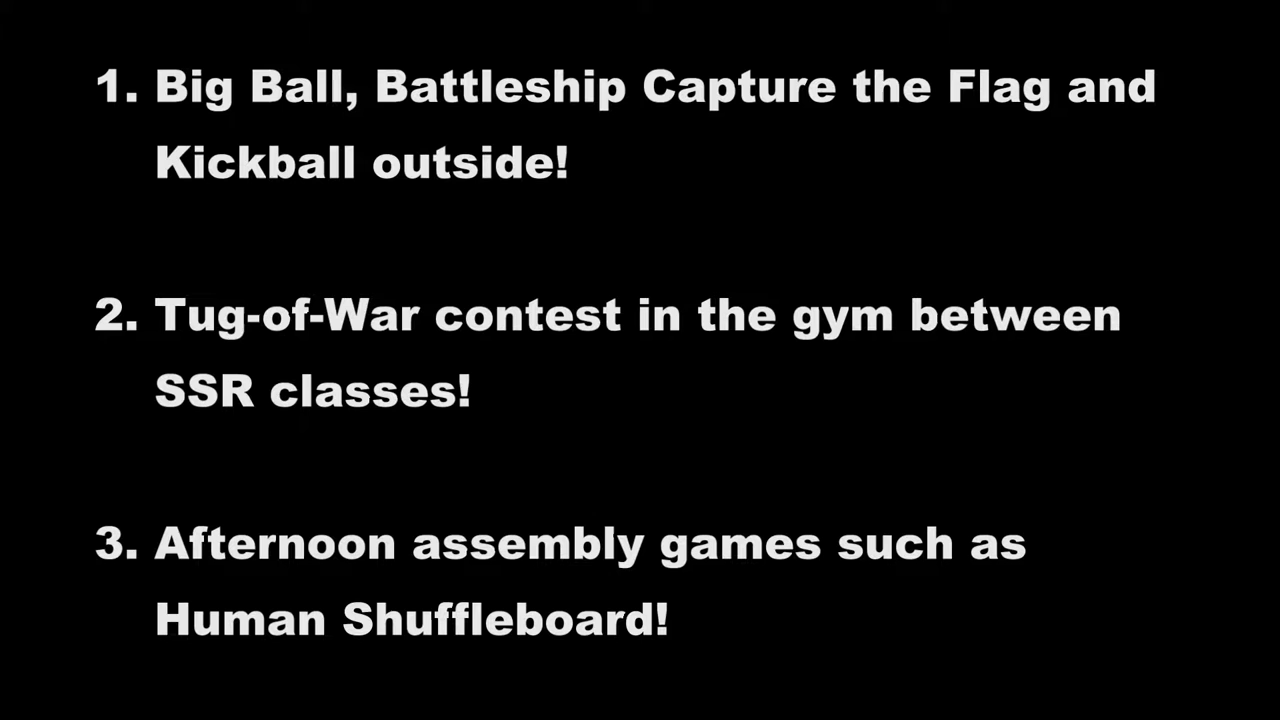 1. Big Ball, Battleship Capture the Flag and
Kickball outside!
2. Tug-of-War contest in the gym between
SSR classes!
3. Afternoon assembly games such as
Human Shuffleboard!